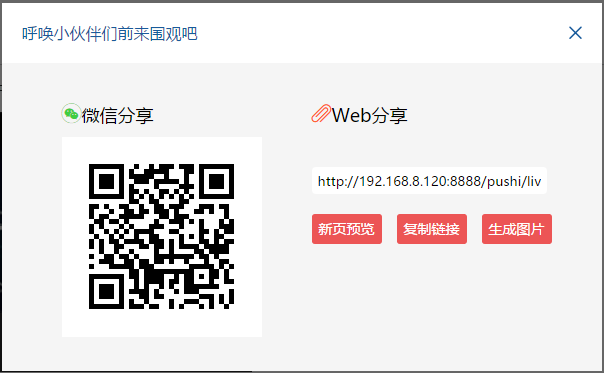 呼唤小伙伴们前来围观吧
微信分享
Web分享
http://192.168.8.120:8888/pushi/liv
新页预览
复制链接
生成图片